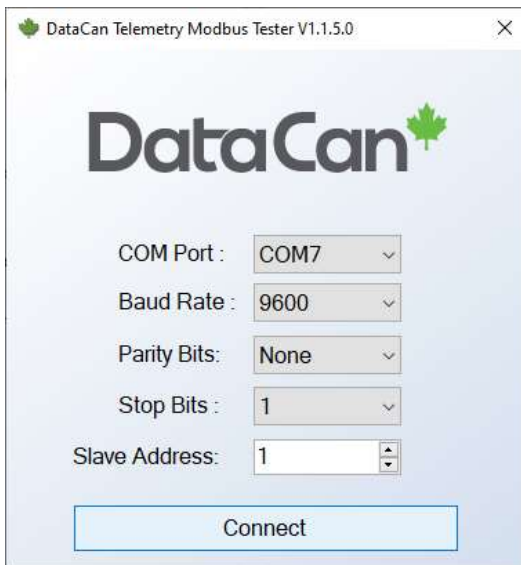 DataCan Telemetry Modbus Tester V1.1.5.0
DataCan
COM Port : COM7
Baud Rate : 9600
Parity Bits: None
Stop Bits : 1
Slave Address: 1
Connect